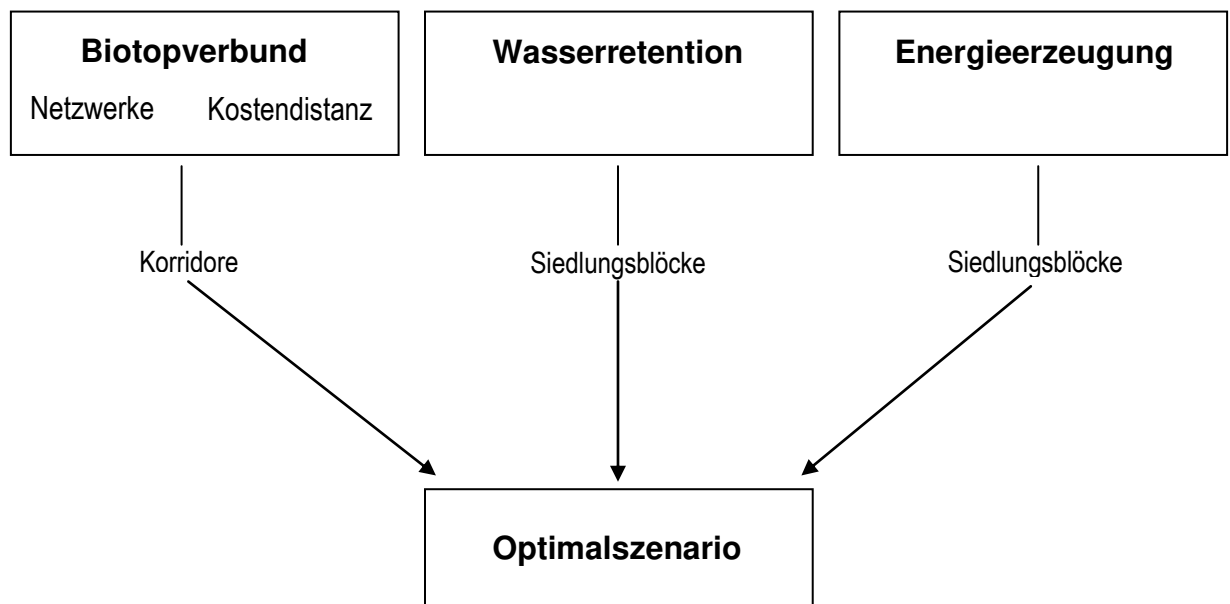 Biotopverbund
Netzwerke Kostendistanz
Wasserretention
Energieerzeugung
Korridore
Siedlungsblöcke
Siedlungsblöcke
Optimalszenario